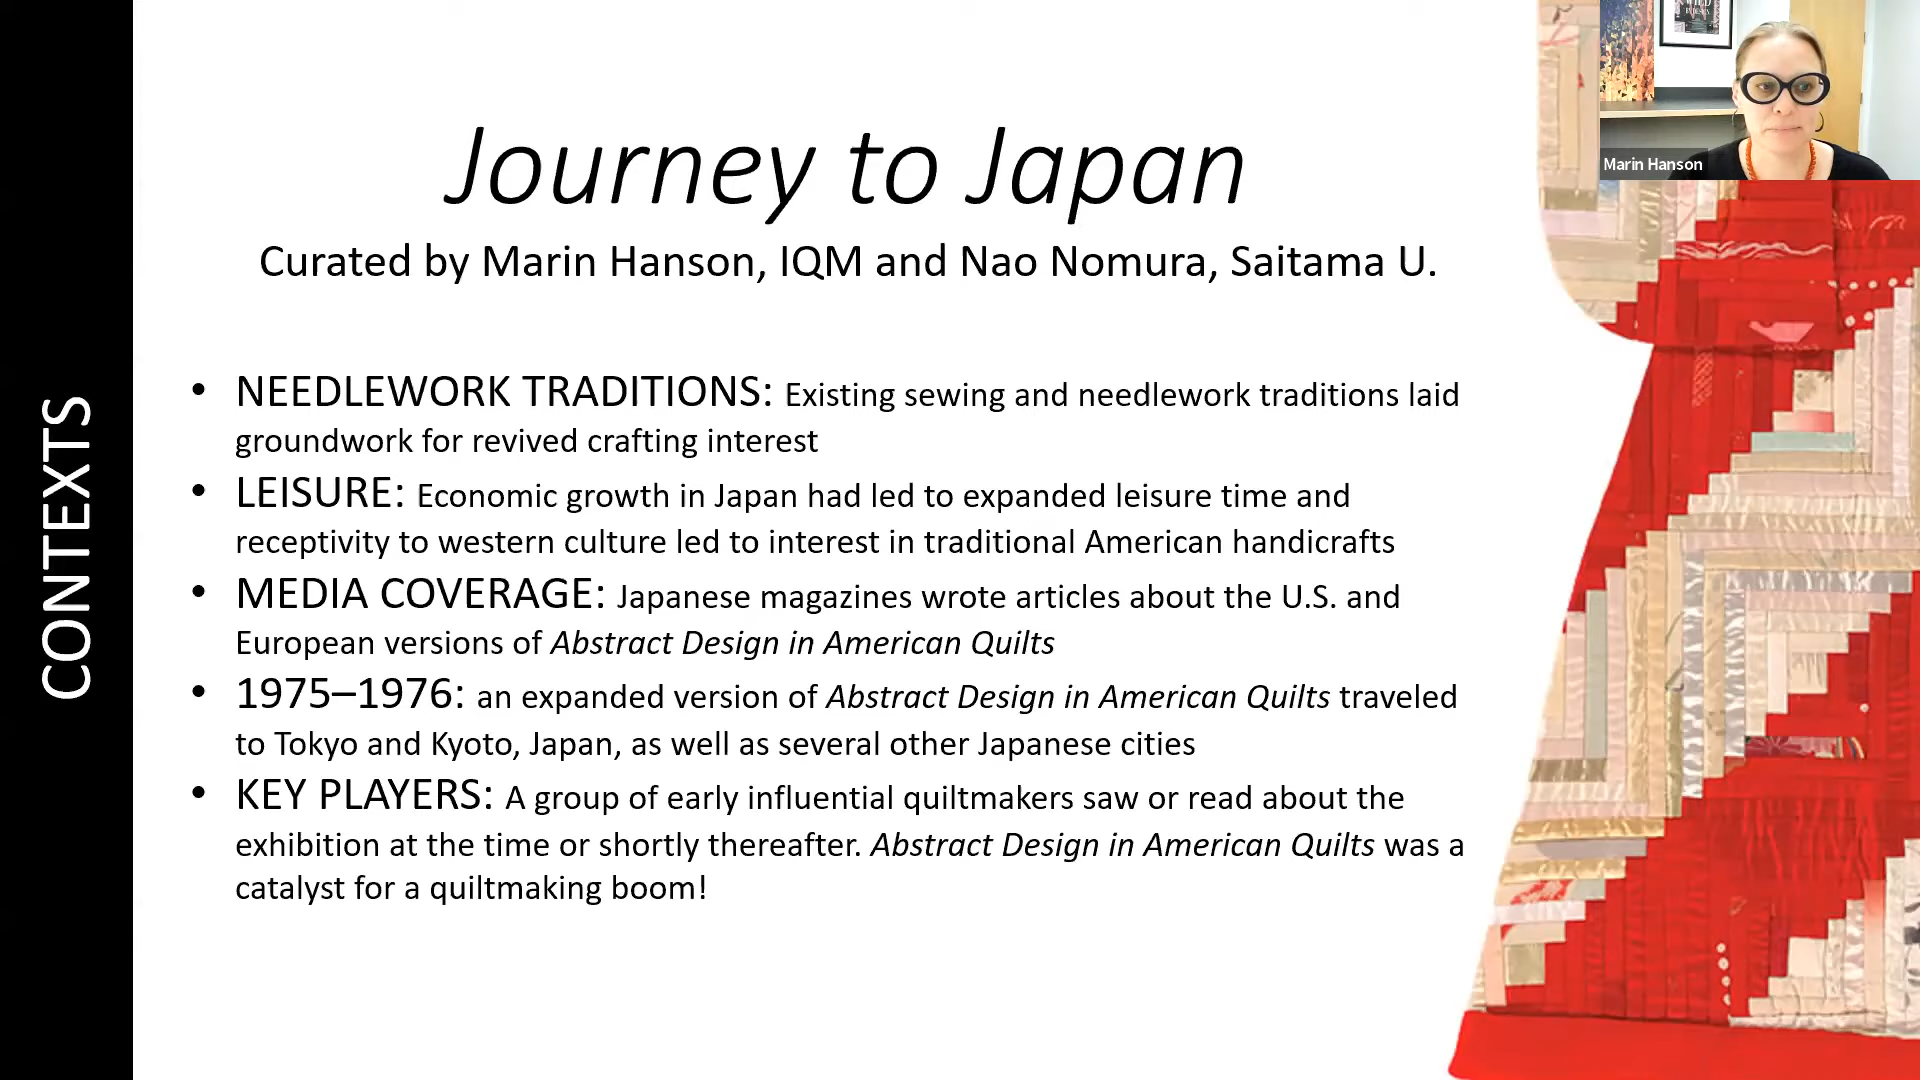 CONTEXTS
Journey to Japan
Curated by Marin Hanson, IQM and Nao Nomura, Saitama U.
• NEEDLEWORK TRADITIONS: Existing sewing and needlework traditions laid
groundwork for revived crafting interest
• LEISURE: Economic growth in Japan had led to expanded leisure time and
receptivity to western culture led to interest in traditional American handicrafts
• MEDIA COVERAGE: Japanese magazines wrote articles about the U.S. and
European versions of Abstract Design in American Quilts
• 1975–1976: an expanded version of Abstract Design in American Quilts traveled
to Tokyo and Kyoto, Japan, as well as several other Japanese cities
• KEY PLAYERS: A group of early influential quiltmakers saw or read about the
exhibition at the time or shortly thereafter. Abstract Design in American Quilts was a
catalyst for a quiltmaking boom!
Marin Hanson